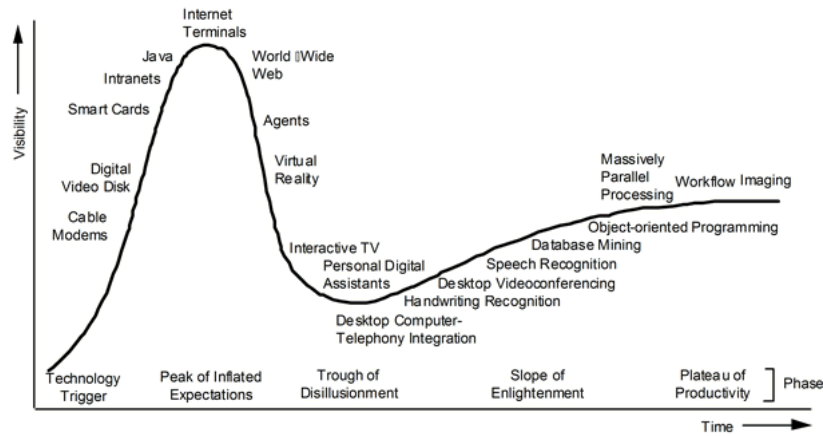 Internet
Terminals
Java
World Wide
Web
Intranets
Smart Cards
Agents
Visibility
Digital
Video Disk
Virtual
Reality
Massively
Parallel
Processing
Workflow
Imaging
Cable
Modems
Object-oriented Programming
Interactive TV
Database Mining
Personal Digital
Assistants
Speech Recognition
Desktop Videoconferencing
Handwriting Recognition
Desktop Computer-
Telephony Integration
Technology
Trigger
Peak of Inflated
Expectations
Trough of
Disillusionment
Slope of
Enlightenment
Plateau of
Productivity
Phase
Time